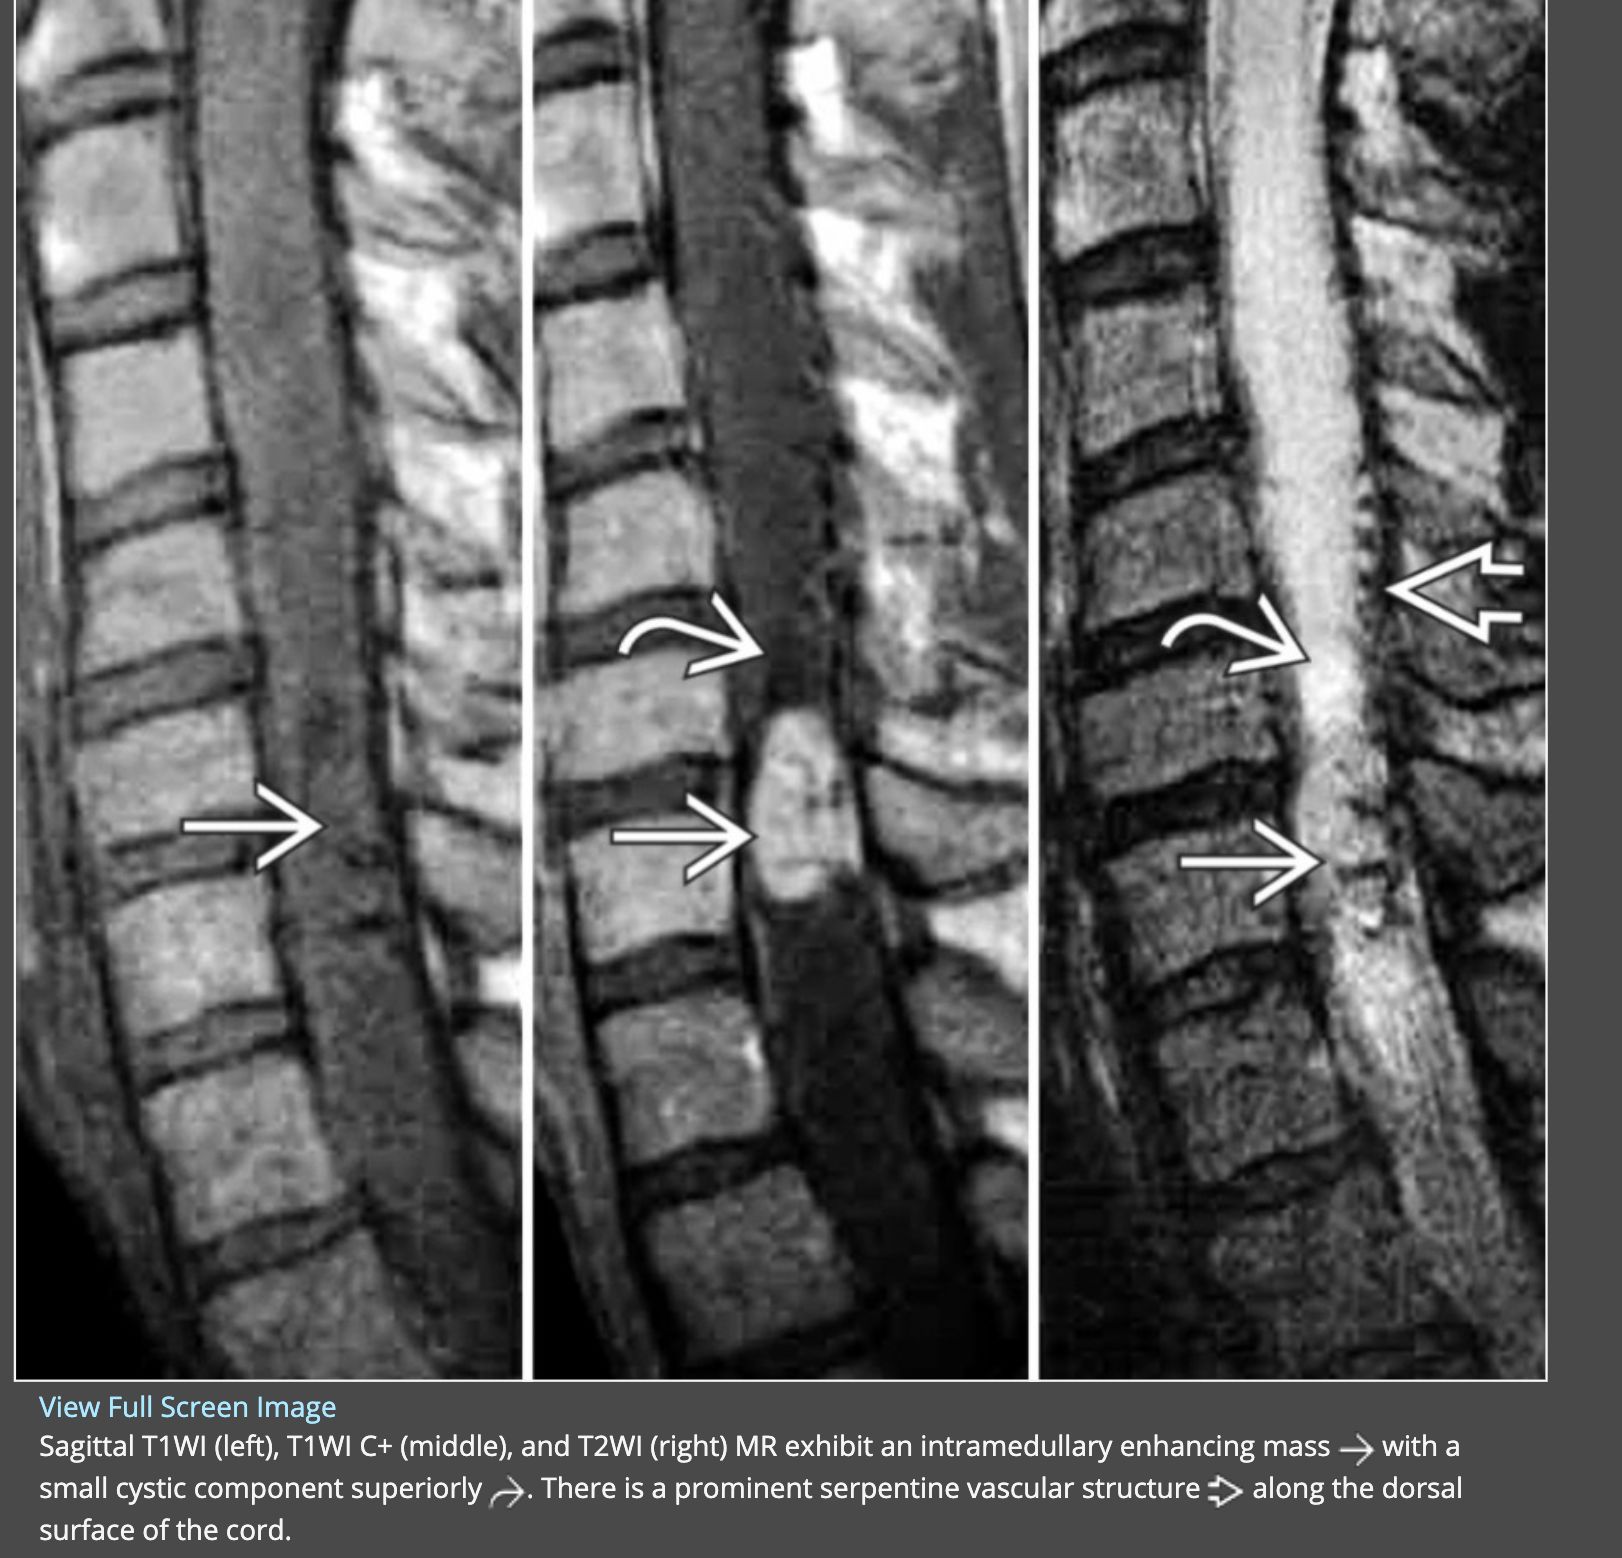 View Full Screen Image
Sagittal T1WI (left), T1WI C+ (middle), and T2WI (right) MR exhibit an intramedullary enhancing mass → with a
small cystic component superiorly ↷. There is a prominent serpentine vascular structure ⇨ along the dorsal
surface of the cord.